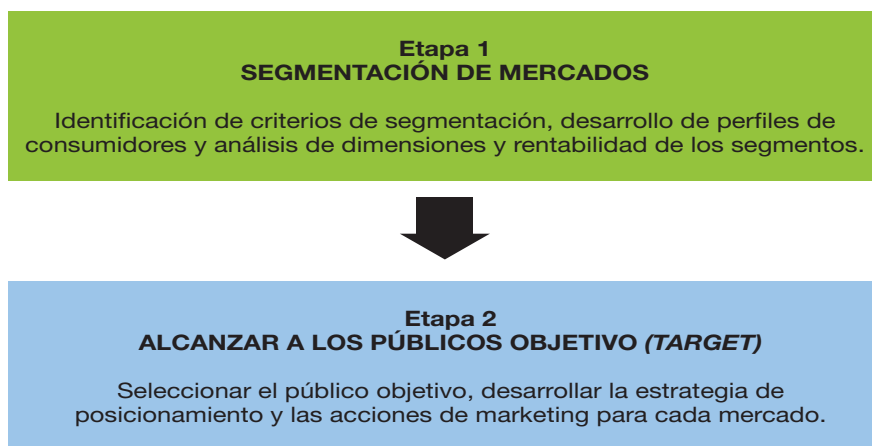 Etapa 1
SEGMENTACIÓN DE MERCADOS
Identificación de criterios de segmentación, desarrollo de perfiles de
consumidores y análisis de dimensiones y rentabilidad de los segmentos.
Etapa 2
ALCANZAR A LOS PÚBLICOS OBJETIVO (TARGET)
Seleccionar el público objetivo, desarrollar la estrategia de
posicionamiento y las acciones de marketing para cada mercado.